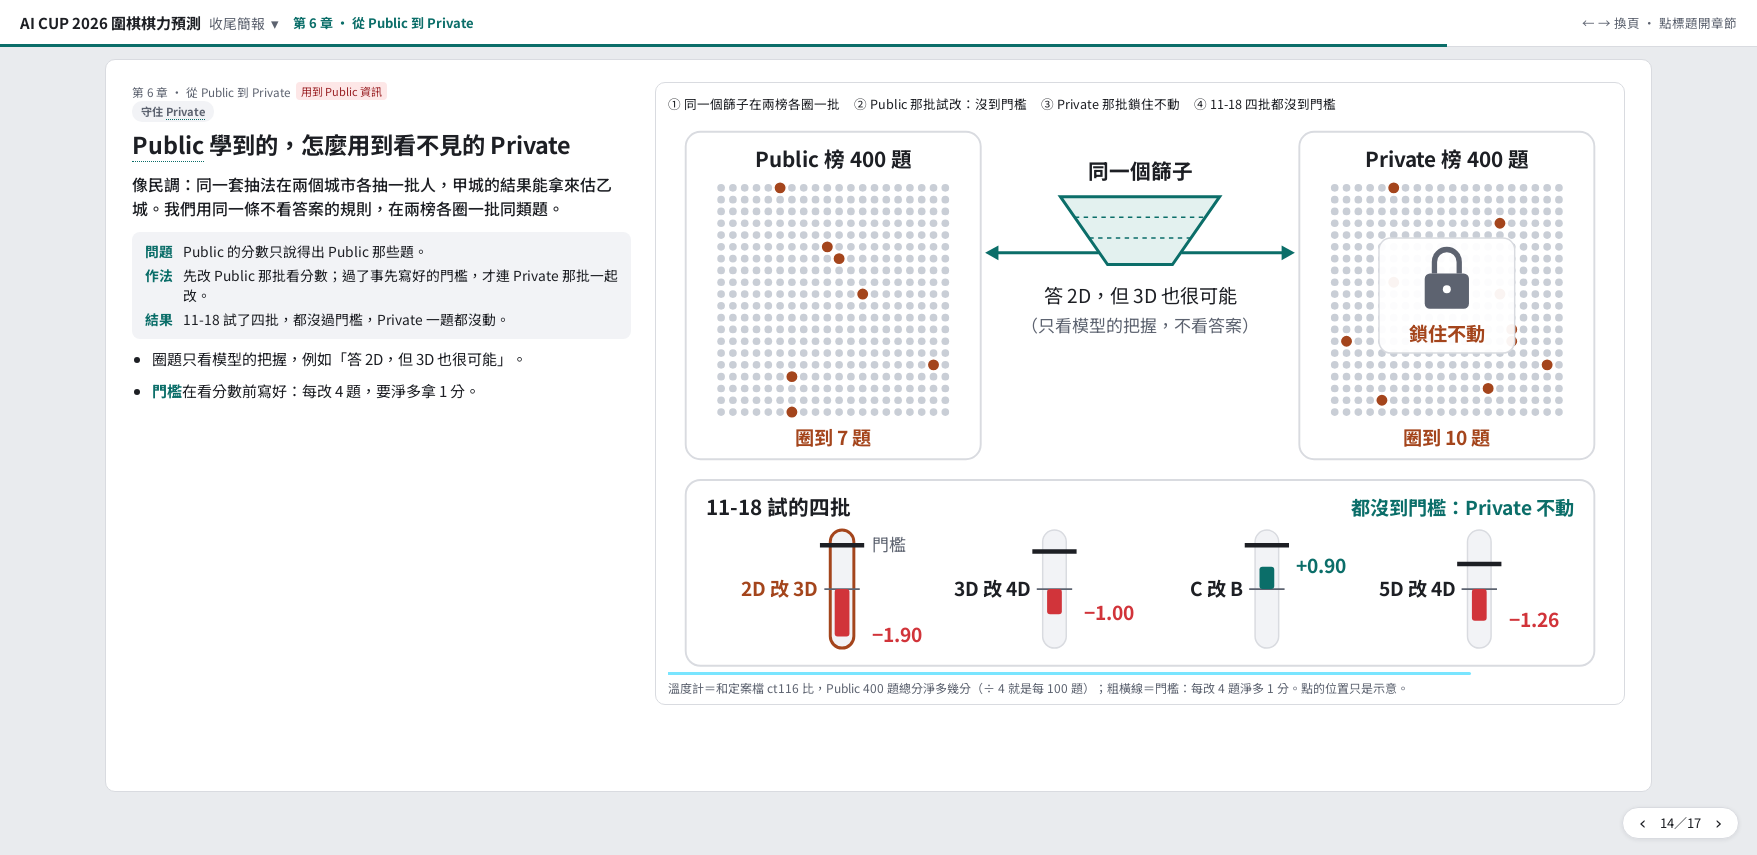 AI CUP 2026 圍棋棋力預測 收尾簡報 ▼ 第 6 章・從 Public 到 Private
←→ 換頁・點標題開章節
第 6 章・從 Public 到 Private 用到 Public 資訊
守住 Private
Public 學到的，怎麼用到看不見的 Private
像民調：同一套抽法在兩個城市各抽一批人，甲城的結果能拿來估乙
城。我們用同一條不看答案的規則，在兩榜各圈一批同類題。
問題 Public 的分數只說得出 Public 那些題。
作法 先改 Public 那批看分數；過了事先寫好的門檻，才連 Private 那批一起
改。
結果 11-18 試了四批，都沒過門檻，Private 一題都沒動。
• 圈題只看模型的把握，例如「答 2D，但 3D 也很可能」。
• 門檻在看分數前寫好：每改 4 題，要淨多拿 1 分。
① 同一個篩子在兩榜各圈一批 ② Public 那批試改：沒到門檻 ③ Private 那批鎖住不動 ④ 11-18 四批都沒到門檻
Public 榜 400 題
圈到 7 題
同一個篩子
答 2D，但 3D 也很可能
（只看模型的把握，不看答案）
Private 榜 400 題
鎖住不動
圈到 10 題
11-18 試的四批
都沒到門檻：Private 不動
門檻
2D 改 3D
−1.90
3D 改 4D
−1.00
C 改 B
+0.90
5D 改 4D
−1.26
溫度計＝和定案檔 ct116 比，Public 400 題總分淨多幾分（÷ 4 就是每 100 題）；粗橫線＝門檻：每改 4 題淨多 1 分。點的位置只是示意。
‹ 14／17 ›